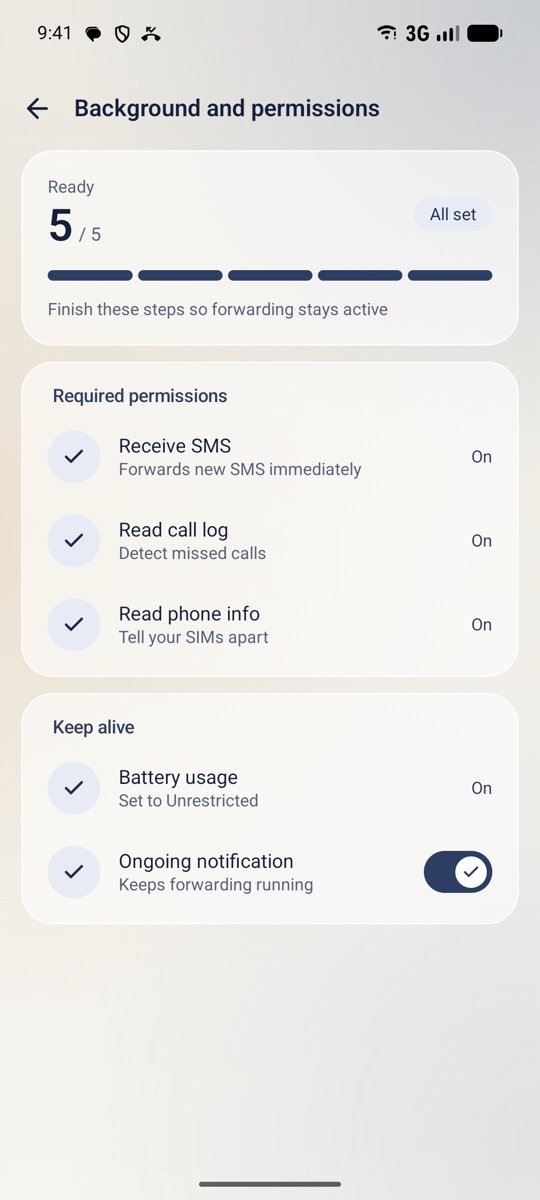 9:41
3G
Background and permissions
Ready
5 / 5
All set
Finish these steps so forwarding stays active
Required permissions
Receive SMS
Forwards new SMS immediately
On
Read call log
Detect missed calls
On
Read phone info
Tell your SIMs apart
On
Keep alive
Battery usage
Set to Unrestricted
On
Ongoing notification
Keeps forwarding running